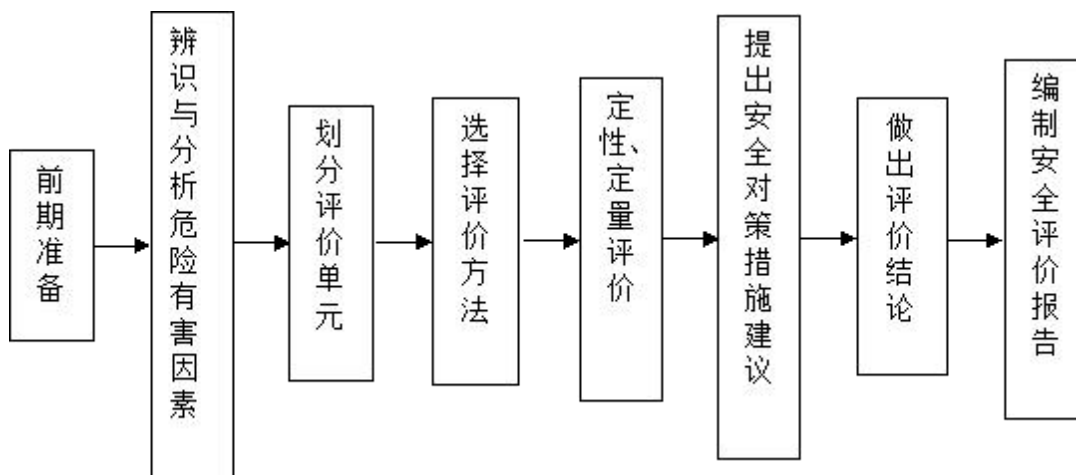 前期准备
辨识与分析危险有害因素
划分评价单元
选择评价方法
定性、定量评价
提出安全对策措施建议
做出评价结论
编制安全评价报告